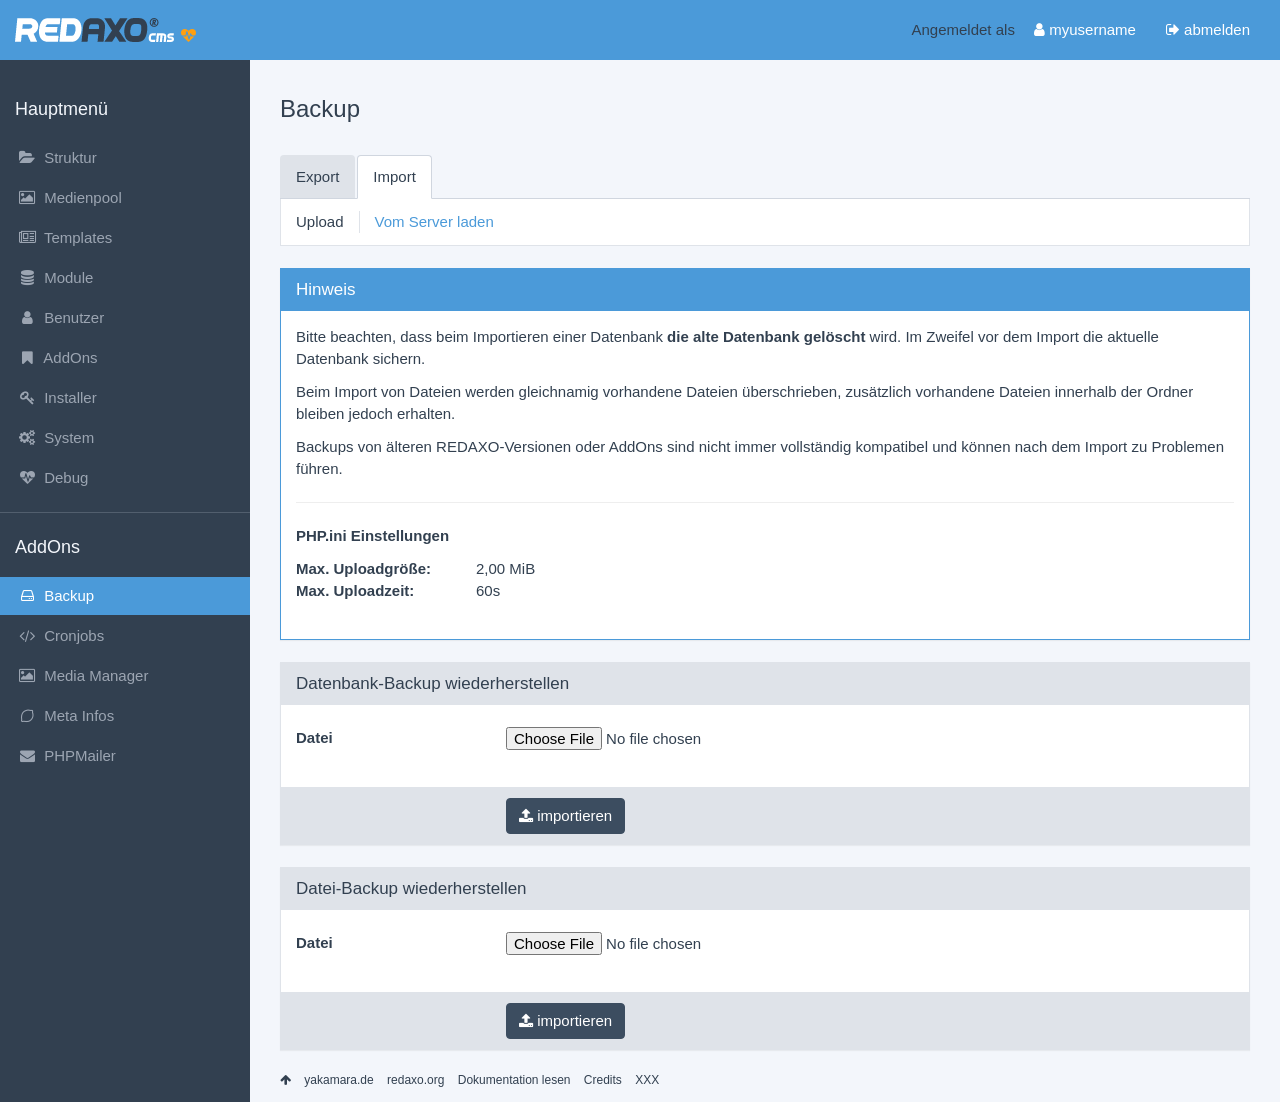 REDAXO® cms
Angemeldet als myusername abmelden
Hauptmenü
Struktur
Medienpool
Templates
Module
Benutzer
AddOns
Installer
System
Debug
AddOns
Backup
Cronjobs
Media Manager
Meta Infos
PHPMailer
Backup
Export Import
Upload Vom Server laden
Hinweis
Bitte beachten, dass beim Importieren einer Datenbank die alte Datenbank gelöscht wird. Im Zweifel vor dem Import die aktuelle
Datenbank sichern.
Beim Import von Dateien werden gleichnamig vorhandene Dateien überschrieben, zusätzlich vorhandene Dateien innerhalb der Ordner
bleiben jedoch erhalten.
Backups von älteren REDAXO-Versionen oder AddOns sind nicht immer vollständig kompatibel und können nach dem Import zu Problemen
führen.
PHP.ini Einstellungen
Max. Uploadgröße: 2,00 MiB
Max. Uploadzeit: 60s
Datenbank-Backup wiederherstellen
Datei Choose File No file chosen
importieren
Datei-Backup wiederherstellen
Datei Choose File No file chosen
importieren
yakamara.de redaxo.org Dokumentation lesen Credits XXX